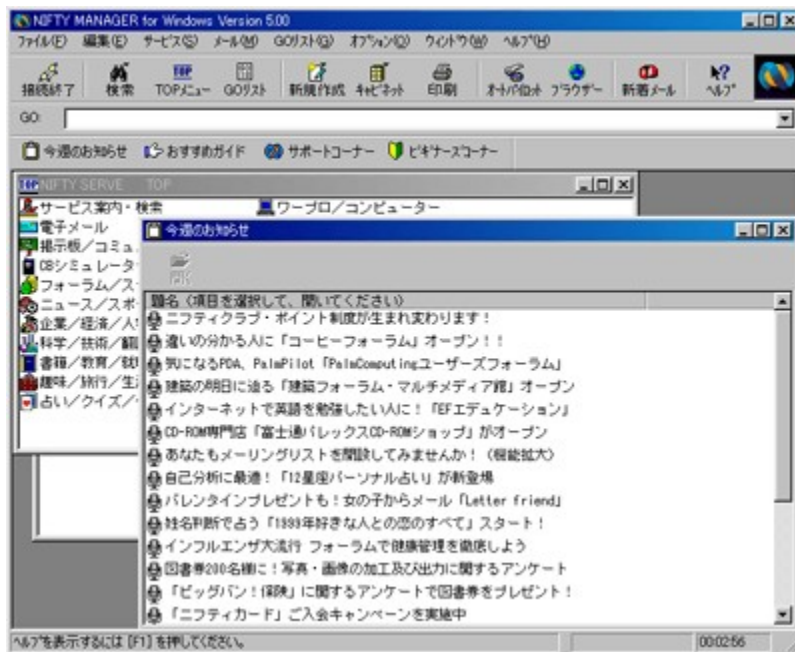 NIFTY MANAGER for Windows Version 5.00
ファイル(F) 編集(E) サービス(S) メール(M) GOリスト(G) オプション(O) ウィンドウ(W) ヘルプ(H)
接続終了 検索 TOPメニュー GOリスト 新規作成 キャビネット 印刷 オートパイロット ブラウザー 新着メール ヘルプ
GO:
今週のお知らせ おすすめガイド サポートコーナー ビギナーズコーナー
TOP NIFTY SERVE TOP
サービス案内・検索 ワープロ/コンピューター
電子メール
掲示板/コミュ
CBシミュレータ
フォーラム/ス
ニュース/スポ
企業/経済/人
科学/技術/翻
書籍/教育/就
趣味/旅行/生
占い/クイズ/
今週のお知らせ
OK
題名（項目を選択して、開いてください）
ニフティクラブ・ポイント制度が生まれ変わります！
違いの分かる人に「コーヒーフォーラム」オープン！！
気になるPDA、PalmPilot「PalmComputingユーザーズフォーラム」
建築の明日に迫る「建築フォーラム・マルチメディア館」オープン
インターネットで英語を勉強したい人に！「EFエデュケーション」
CD-ROM専門店「富士通パレックスCD-ROMショップ」がオープン
あなたもメーリングリストを開設してみませんか！（機能拡大）
自己分析に最適！「12星座パーソナル占い」が新登場
バレンタインプレゼントも！女の子からメール「Letter friend」
姓名判断で占う「1999年好きな人との恋のすべて」スタート！
インフルエンザ大流行 フォーラムで健康管理を徹底しよう
図書券200名様に！写真・画像の加工及び出力に関するアンケート
「ビッグバン！保険」に関するアンケートで図書券をプレゼント！
「ニフティカード」ご入会キャンペーンを実施中
ヘルプを表示するには [F1] を押してください。 00:02:56